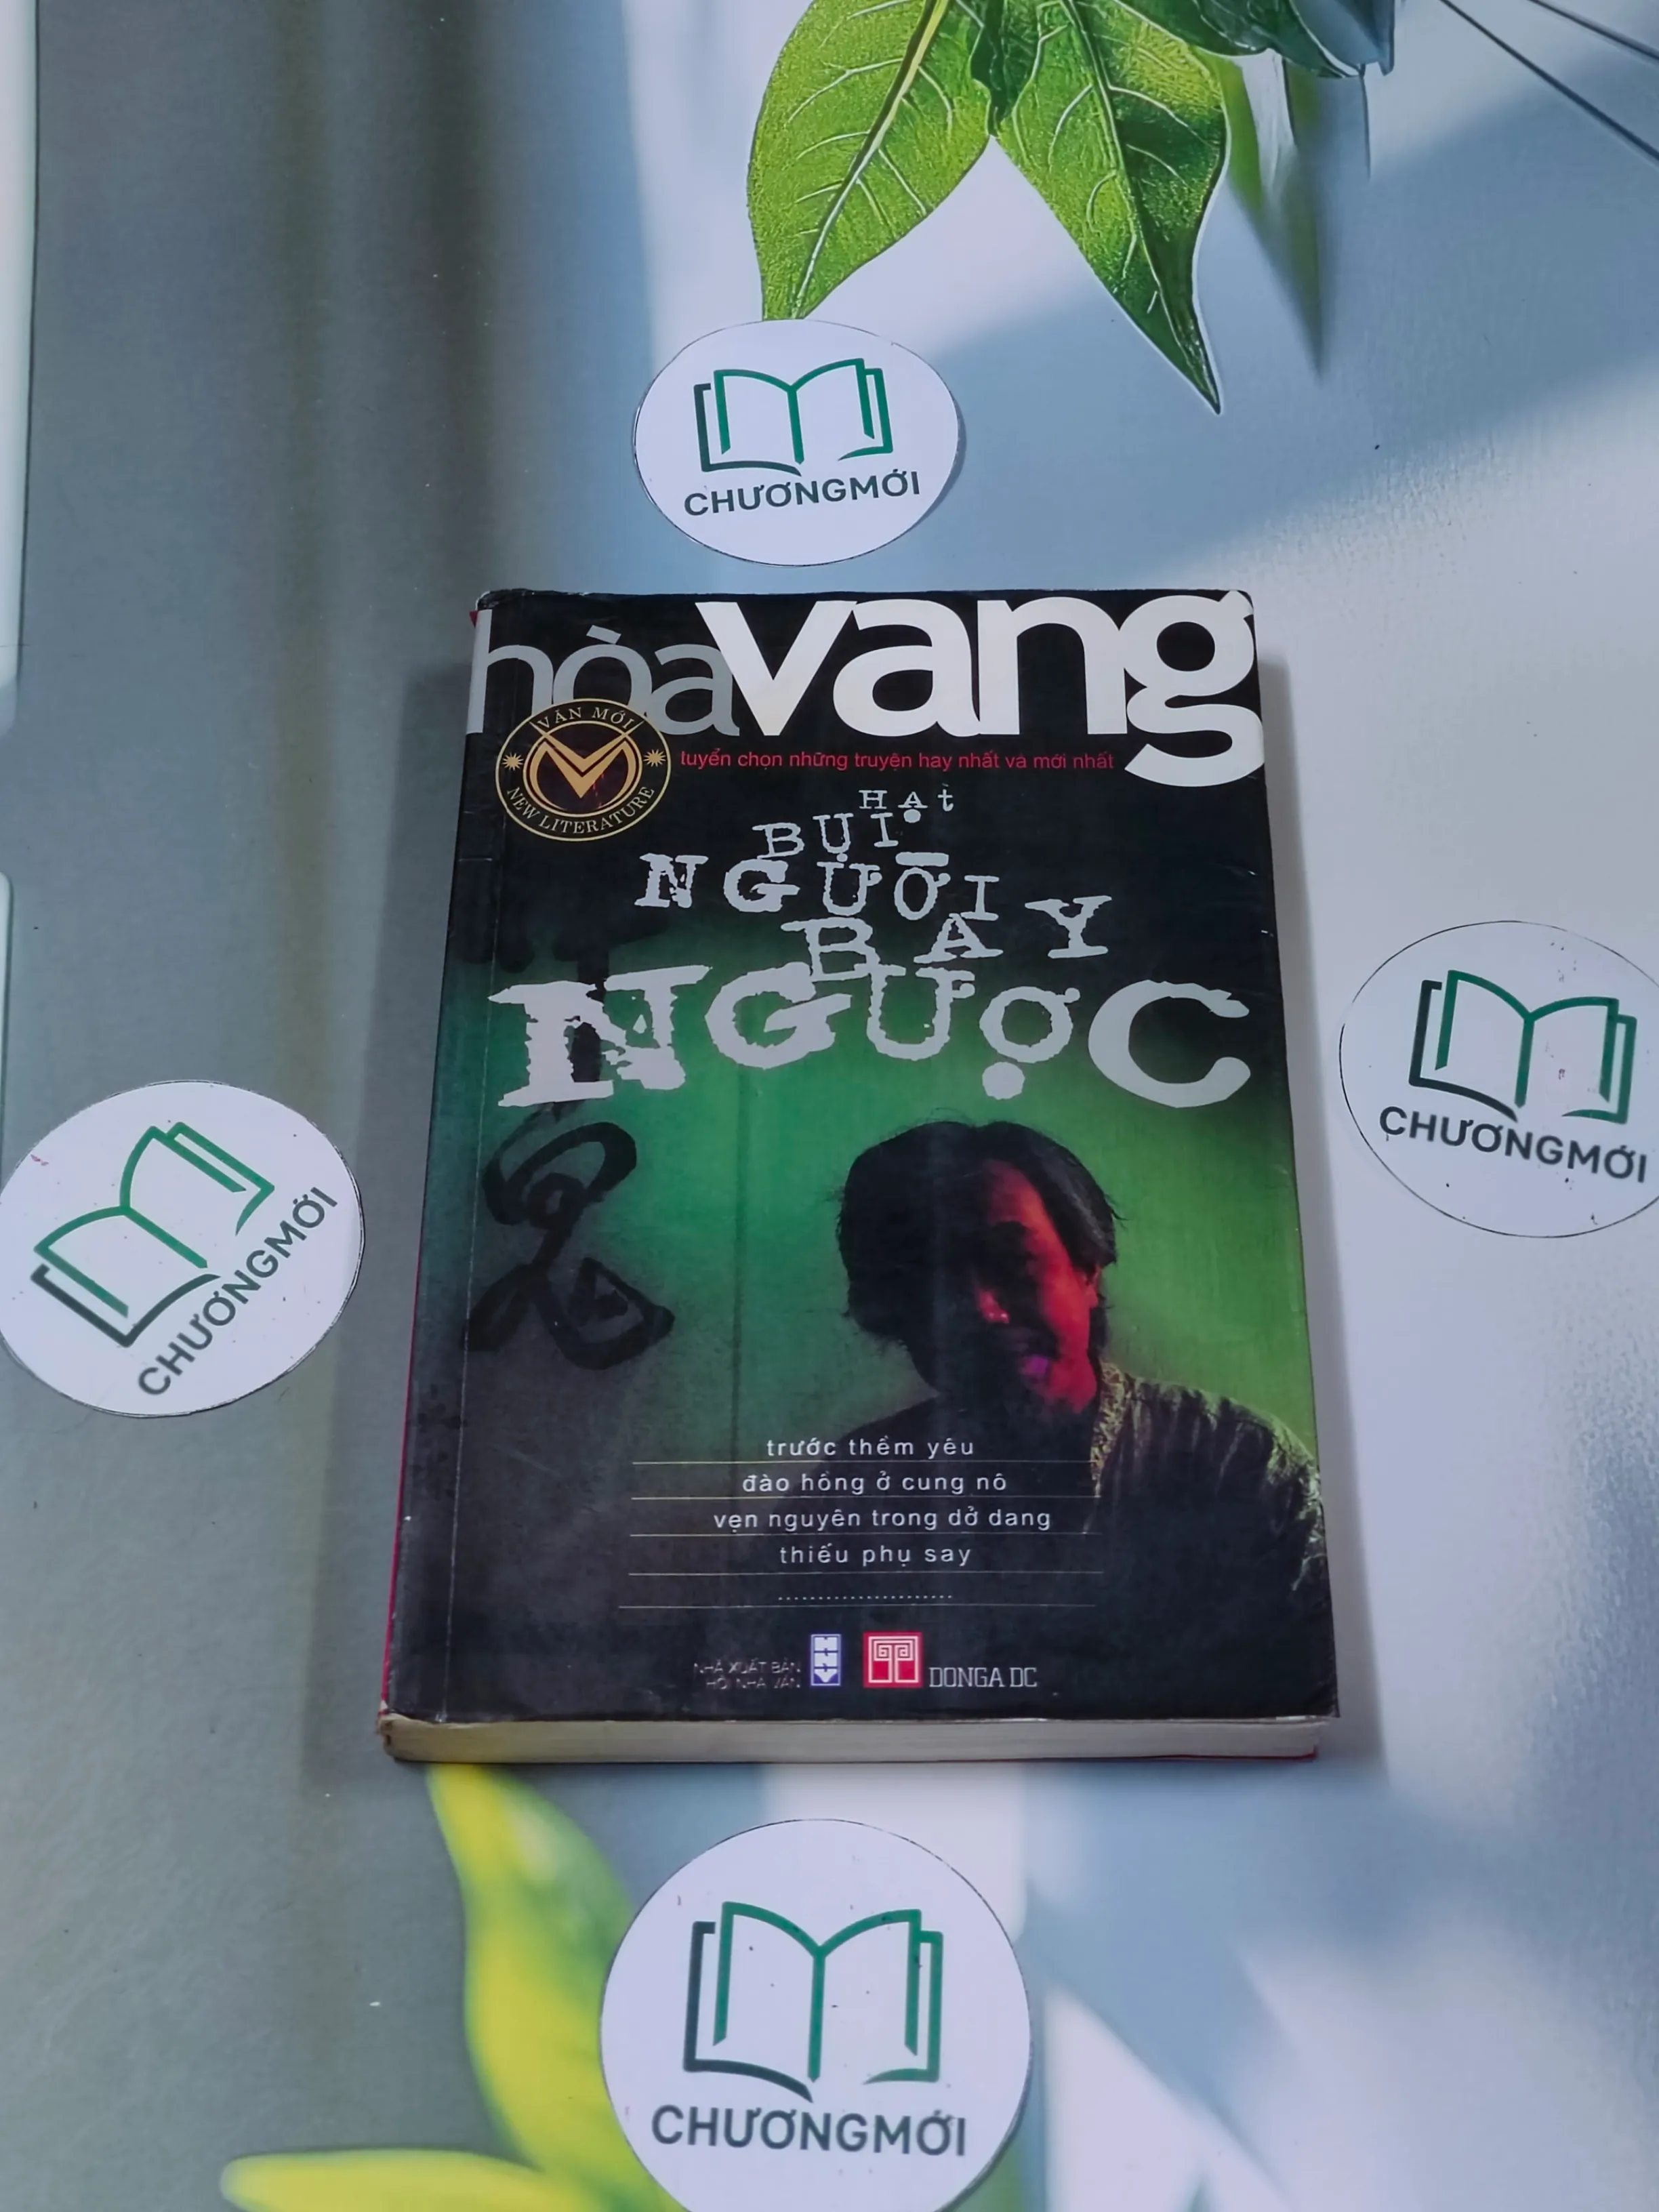 CHƯƠNGMỚI
hòavang
VĂN MỚI
NEW LITERATURE
tuyển chọn những truyện hay nhất và mới nhất
Hạt
BỤI
NGƯỜI
BAY
NGƯỢC
CHƯƠNGMỚI
CHƯƠNGMỚI
trước thềm yêu
đào hồng ở cung nô
vẹn nguyên trong dở dang
thiếu phụ say
......................
NHÀ XUẤT BẢN
HỘI NHÀ VĂN
HNV
DONGA DC
CHƯƠNGMỚI